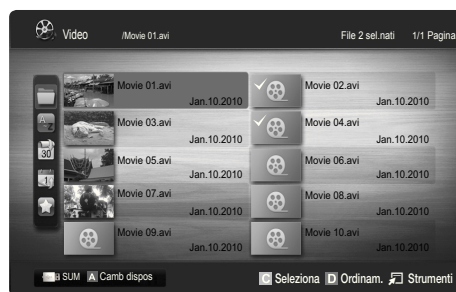 Video /Movie 01.avi File 2 sel.nati 1/1 Pagina
Movie 01.avi Movie 02.avi
Jan.10.2010 Jan.10.2010
Movie 03.avi Movie 04.avi
Jan.10.2010 Jan.10.2010
Movie 05.avi Movie 06.avi
Jan.10.2010 Jan.10.2010
Movie 07.avi Movie 08.avi
Jan.10.2010 Jan.10.2010
Movie 09.avi Movie 10.avi
Jan.10.2010 Jan.10.2010
SUM A Camb dispos C Seleziona D Ordinam. Strumenti